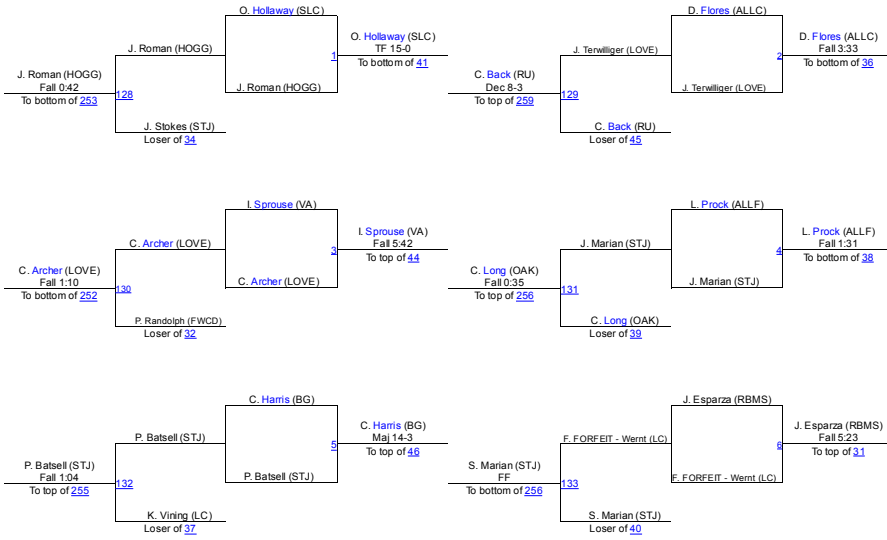 O. Hollaway (SLC)
J. Roman (HOGG)
O. Hollaway (SLC)
TF 15-0
1
To bottom of 41
J. Roman (HOGG)
Fall 0:42
To bottom of 253
128
J. Roman (HOGG)
J. Stokes (STJ)
Loser of 34
D. Flores (ALLC)
J. Terwilliger (LOVE)
D. Flores (ALLC)
Fall 3:33
2
To bottom of 36
C. Back (RU)
Dec 8-3
To top of 259
129
J. Terwilliger (LOVE)
C. Back (RU)
Loser of 45
I. Sprouse (VA)
C. Archer (LOVE)
I. Sprouse (VA)
Fall 5:42
3
To top of 44
C. Archer (LOVE)
Fall 1:10
To bottom of 252
130
C. Archer (LOVE)
P. Randolph (FWCD)
Loser of 32
L. Prock (ALLF)
J. Marian (STJ)
L. Prock (ALLF)
Fall 1:31
4
To bottom of 38
C. Long (OAK)
Fall 0:35
To top of 256
131
J. Marian (STJ)
C. Long (OAK)
Loser of 39
C. Harris (BG)
P. Batsell (STJ)
C. Harris (BG)
Maj 14-3
5
To top of 46
P. Batsell (STJ)
Fall 1:04
To top of 255
132
P. Batsell (STJ)
K. Vining (LC)
Loser of 37
J. Esparza (RBMS)
F. FORFEIT - Wernt (LC)
J. Esparza (RBMS)
Fall 5:23
6
To top of 31
S. Marian (STJ)
FF
To bottom of 256
133
F. FORFEIT - Wernt (LC)
S. Marian (STJ)
Loser of 40